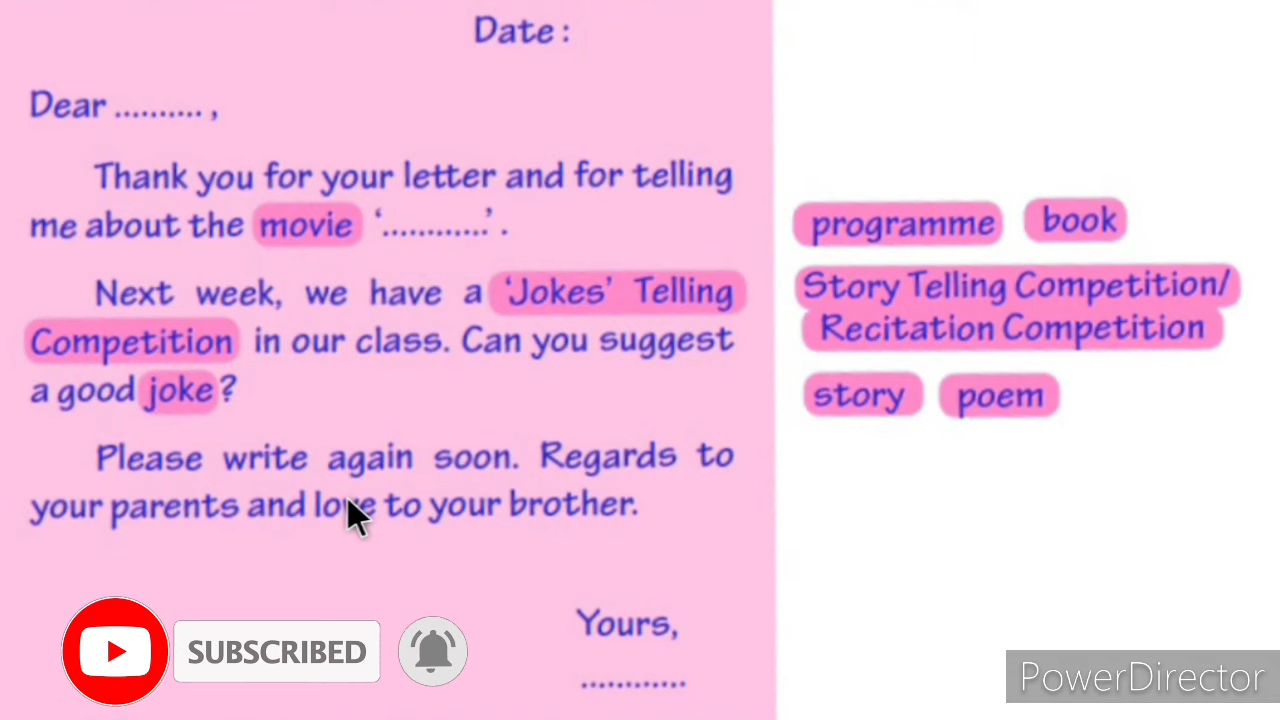 Date :
Dear .......... ,
Thank you for your letter and for telling
me about the movie '...........'.
Next week, we have a 'Jokes' Telling
Competition in our class. Can you suggest
a good joke?
Please write again soon. Regards to
your parents and love to your brother.
Yours,
............
programme book
Story Telling Competition/
Recitation Competition
story poem
SUBSCRIBED
PowerDirector